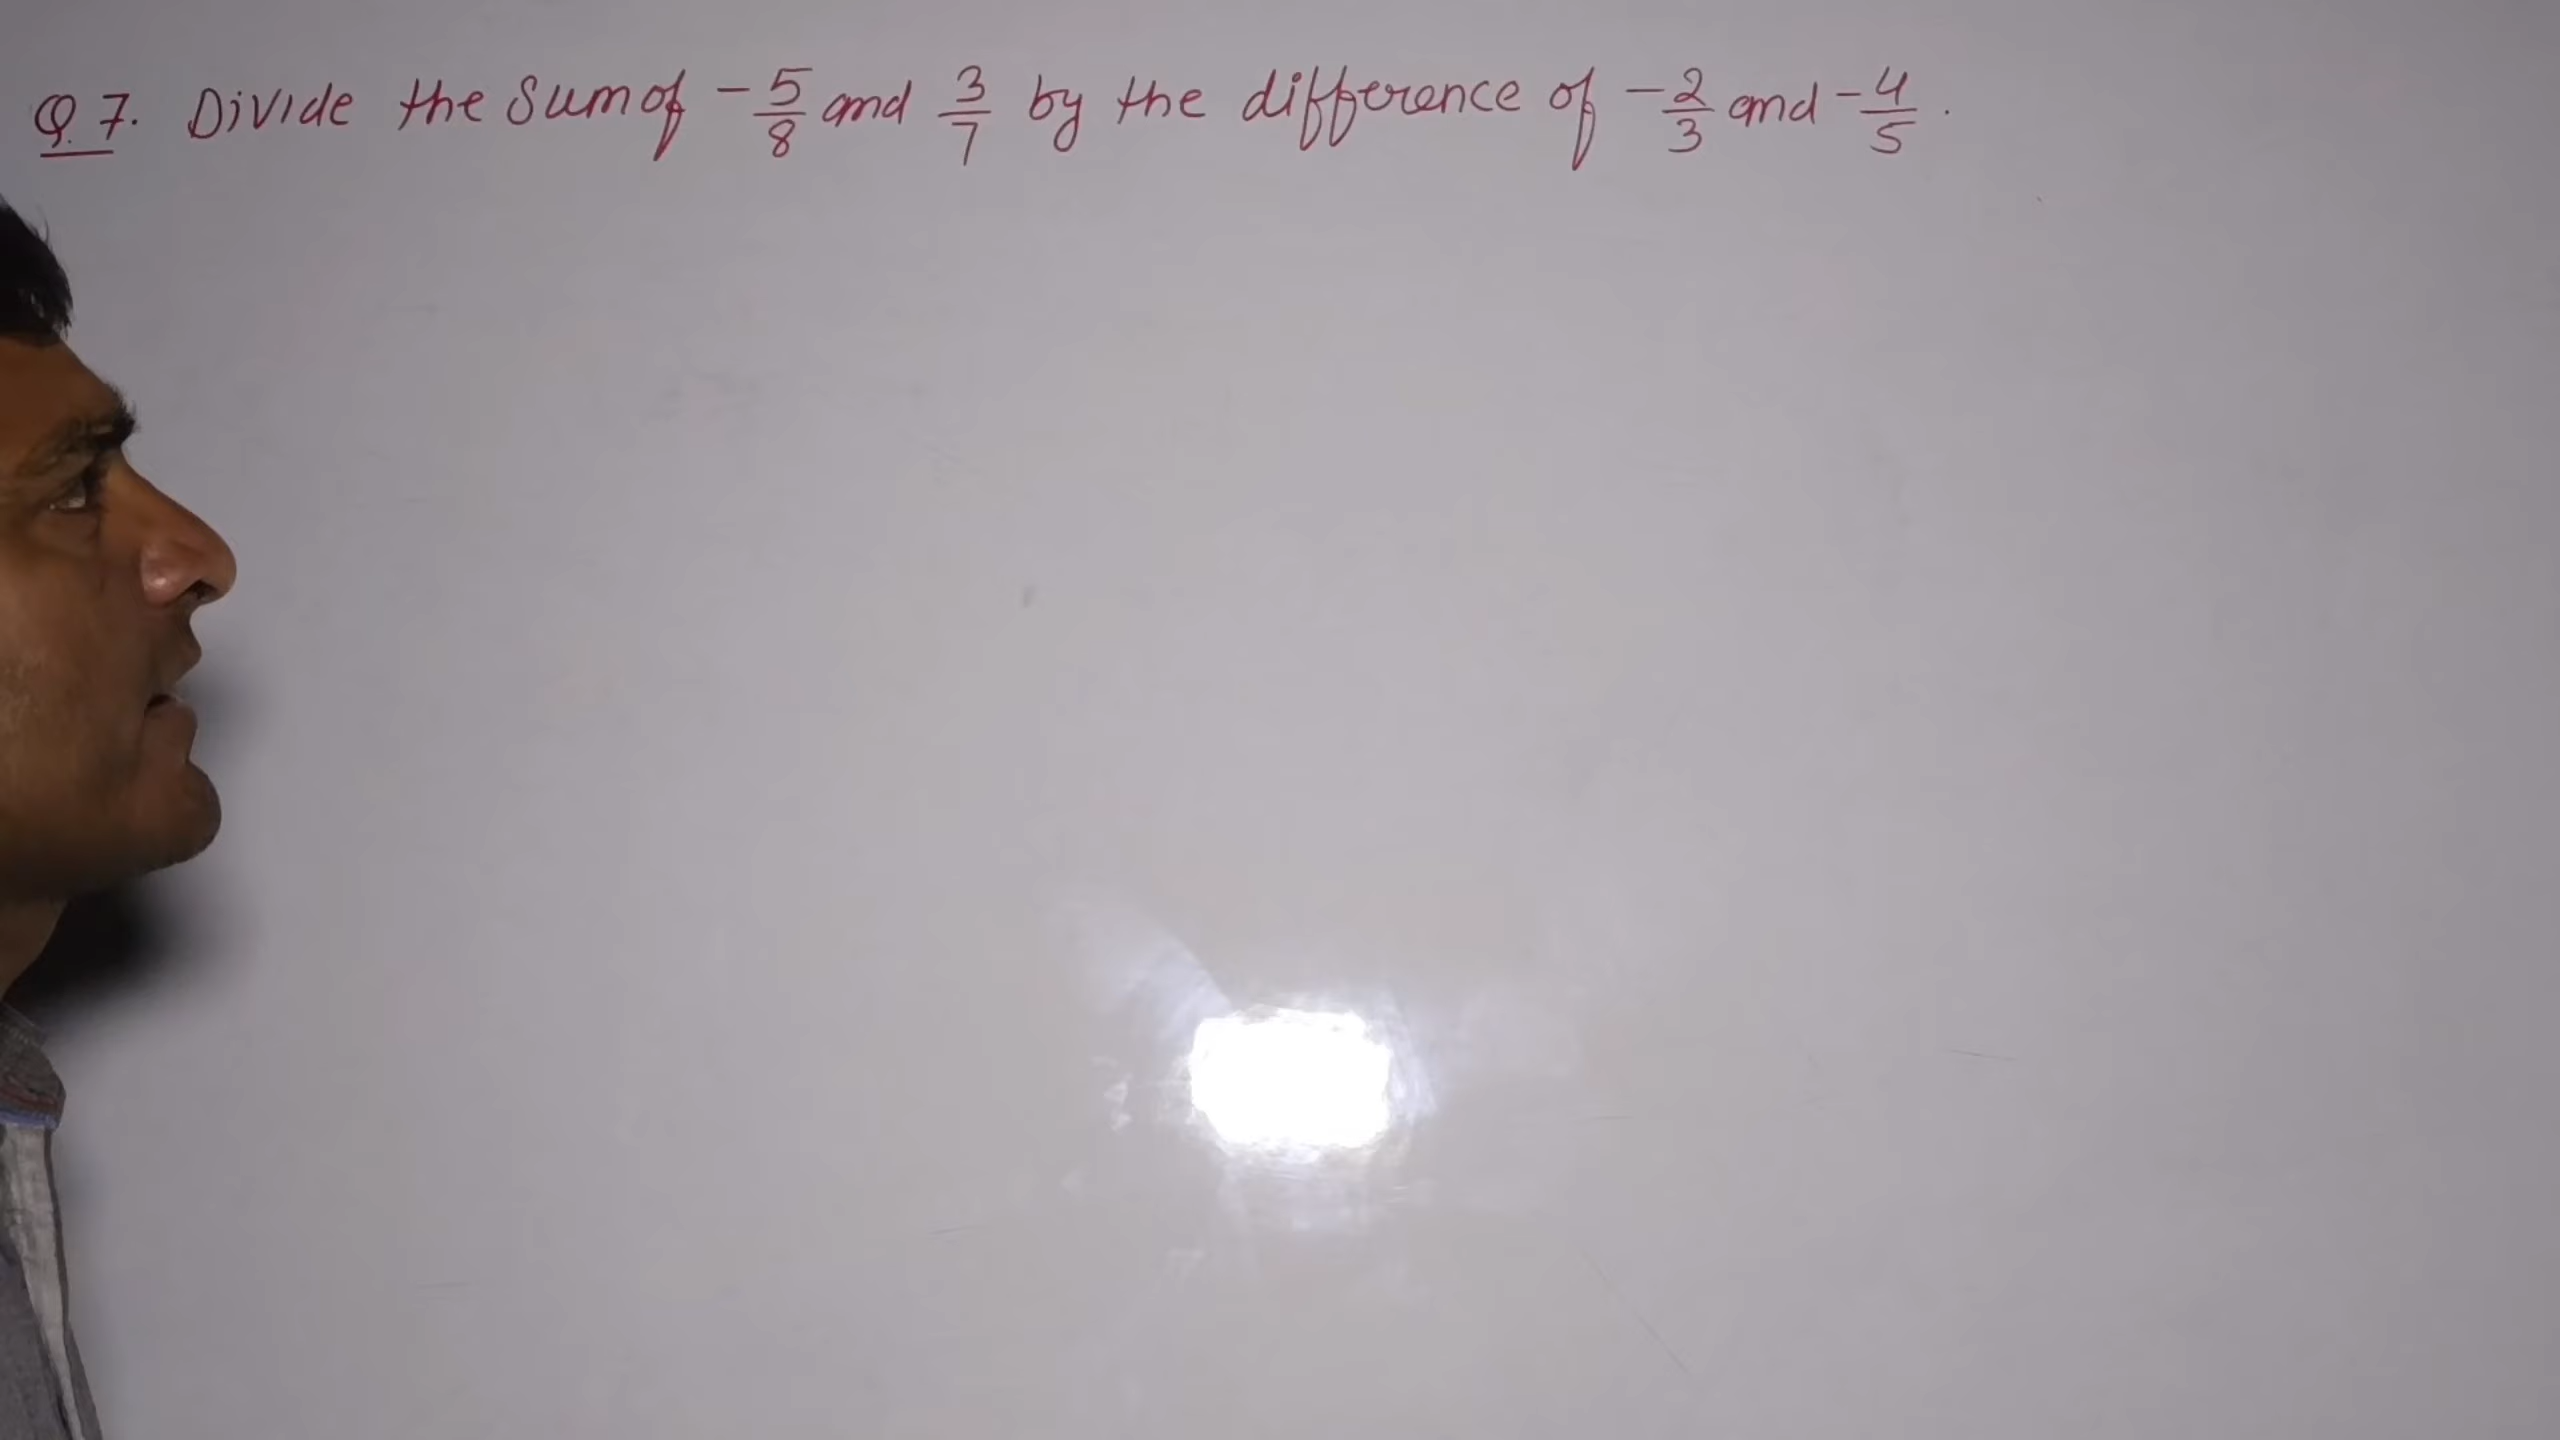 Q.7. Divide the Sum of -5/8 and 3/7 by the difference of -2/3 and -4/5.